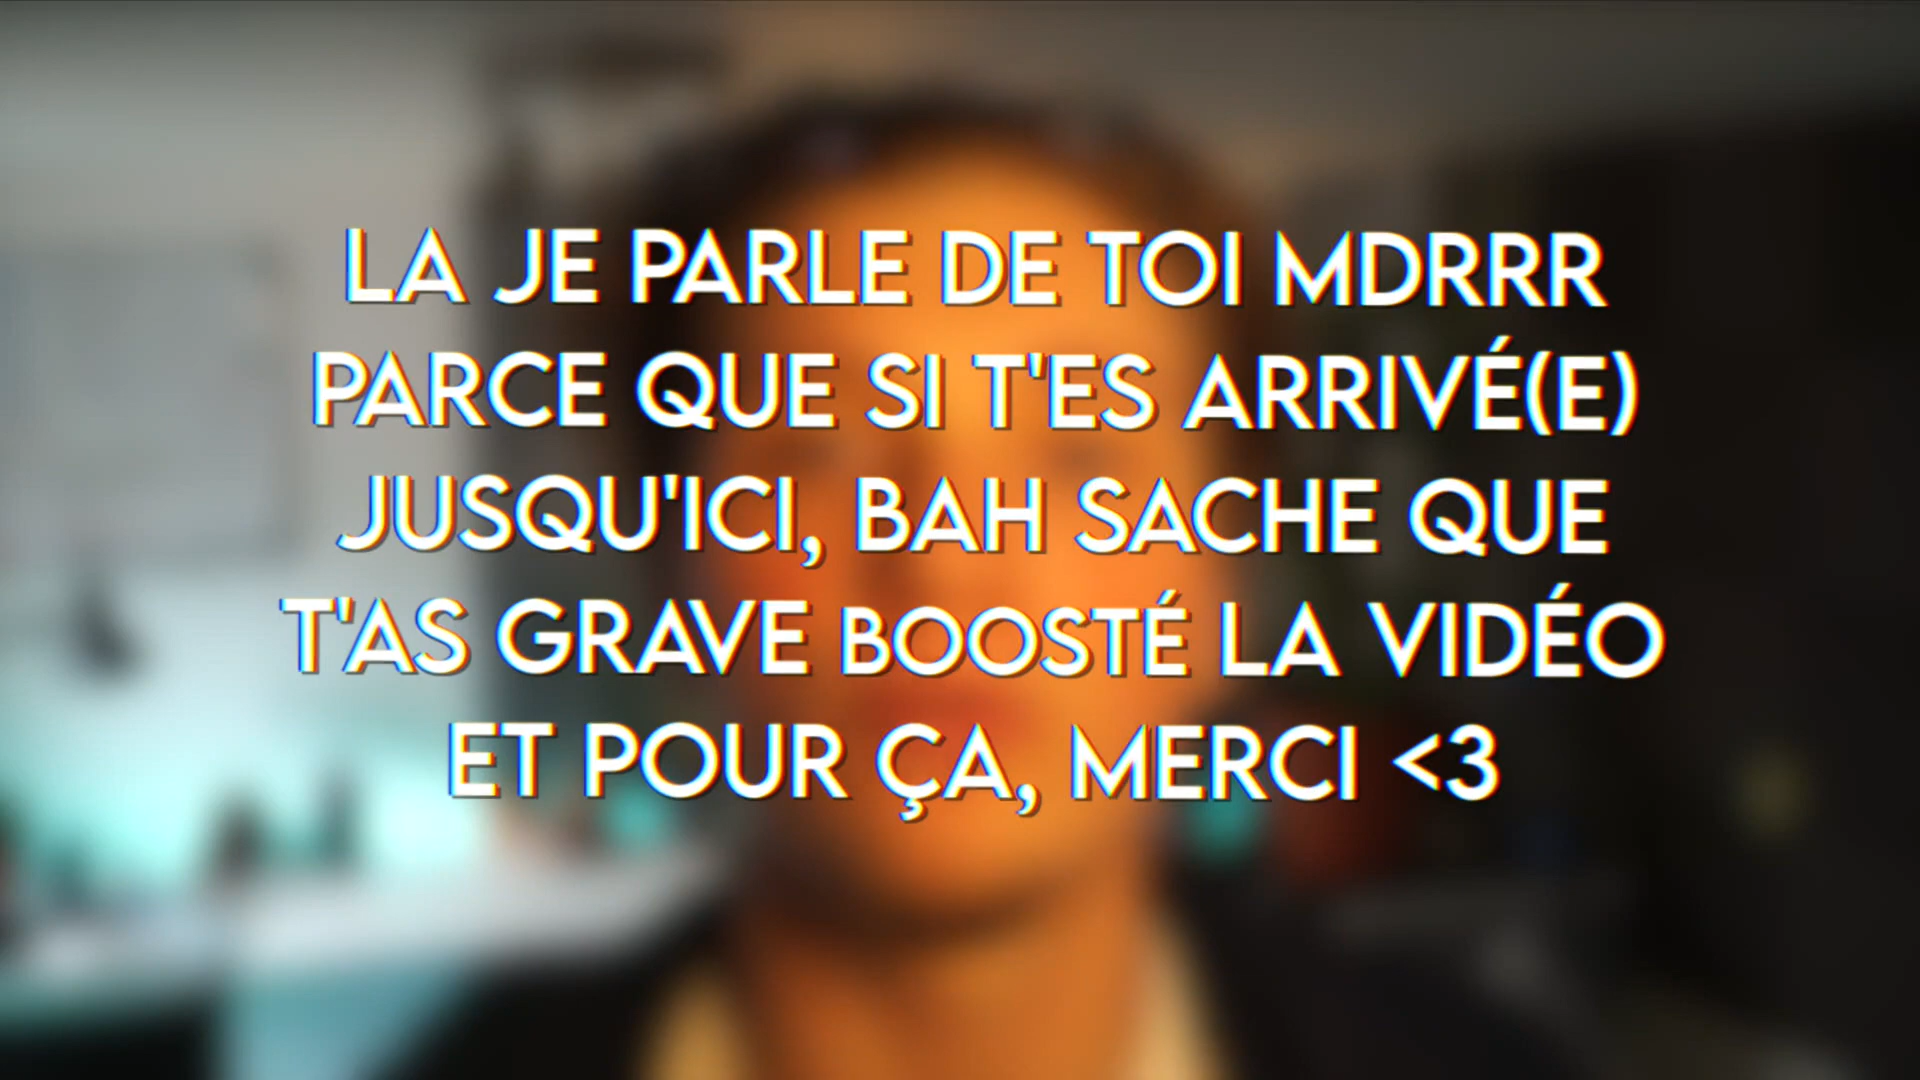 LA JE PARLE DE TOI MDRRR
PARCE QUE SI T'ES ARRIVÉ(E)
JUSQU'ICI, BAH SACHE QUE
T'AS GRAVE BOOSTÉ LA VIDÉO
ET POUR ÇA, MERCI <3